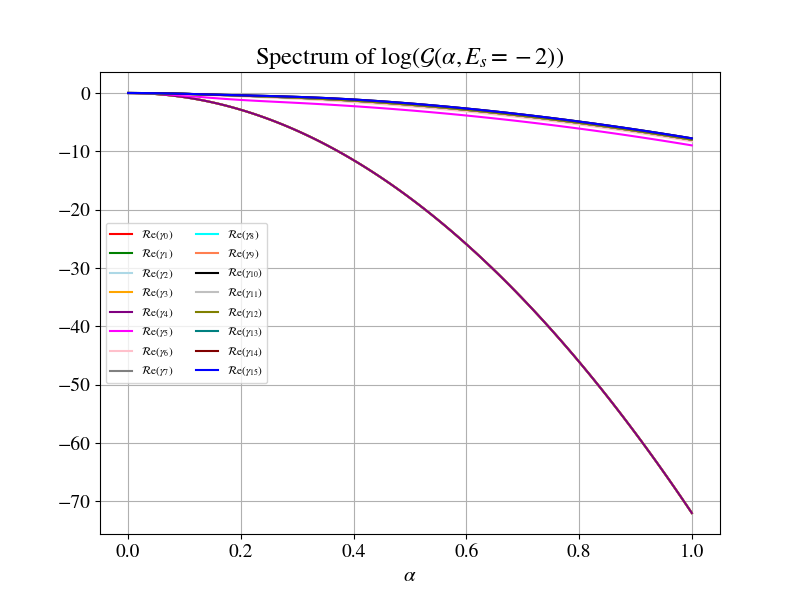 Spectrum of log(𝒢(α, E_s = −2))
0
−10
−20
−30
−40
−50
−60
−70
ℛe(γ₀) ℛe(γ₈)
ℛe(γ₁) ℛe(γ₉)
ℛe(γ₂) ℛe(γ₁₀)
ℛe(γ₃) ℛe(γ₁₁)
ℛe(γ₄) ℛe(γ₁₂)
ℛe(γ₅) ℛe(γ₁₃)
ℛe(γ₆) ℛe(γ₁₄)
ℛe(γ₇) ℛe(γ₁₅)
0.0 0.2 0.4 0.6 0.8 1.0
α